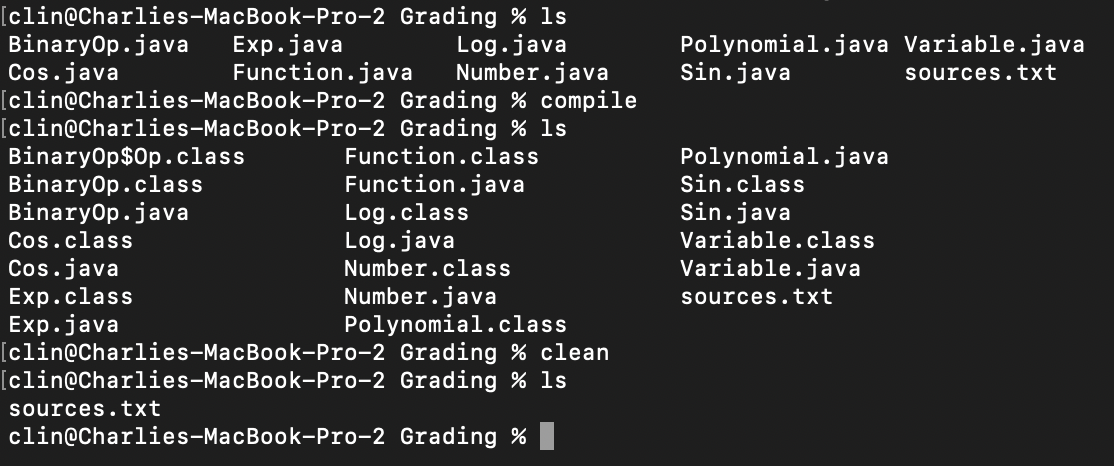 [clin@Charlies-MacBook-Pro-2 Grading % ls
BinaryOp.java Exp.java Log.java Polynomial.java Variable.java
Cos.java Function.java Number.java Sin.java sources.txt
[clin@Charlies-MacBook-Pro-2 Grading % compile
[clin@Charlies-MacBook-Pro-2 Grading % ls
BinaryOp$Op.class Function.class Polynomial.java
BinaryOp.class Function.java Sin.class
BinaryOp.java Log.class Sin.java
Cos.class Log.java Variable.class
Cos.java Number.class Variable.java
Exp.class Number.java sources.txt
Exp.java Polynomial.class
[clin@Charlies-MacBook-Pro-2 Grading % clean
[clin@Charlies-MacBook-Pro-2 Grading % ls
sources.txt
clin@Charlies-MacBook-Pro-2 Grading %